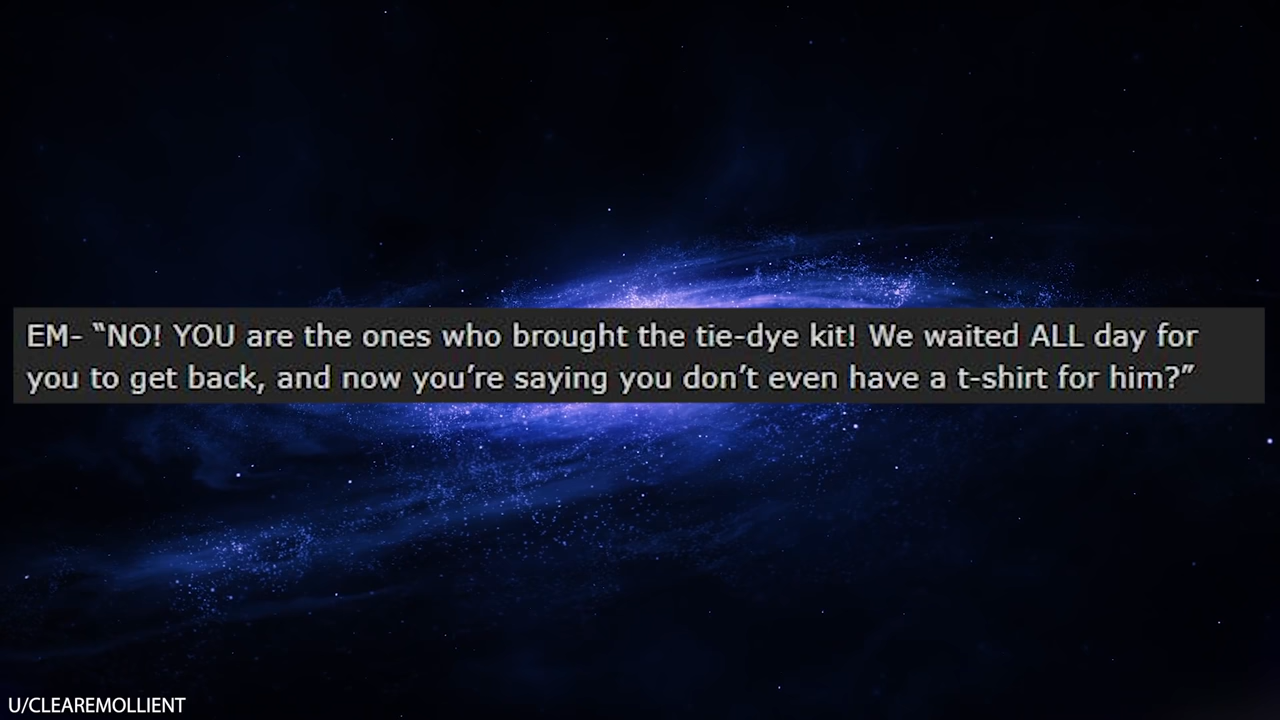 EM- “NO! YOU are the ones who brought the tie-dye kit! We waited ALL day for
you to get back, and now you’re saying you don’t even have a t-shirt for him?”
U/CLEAREMOLLIENT